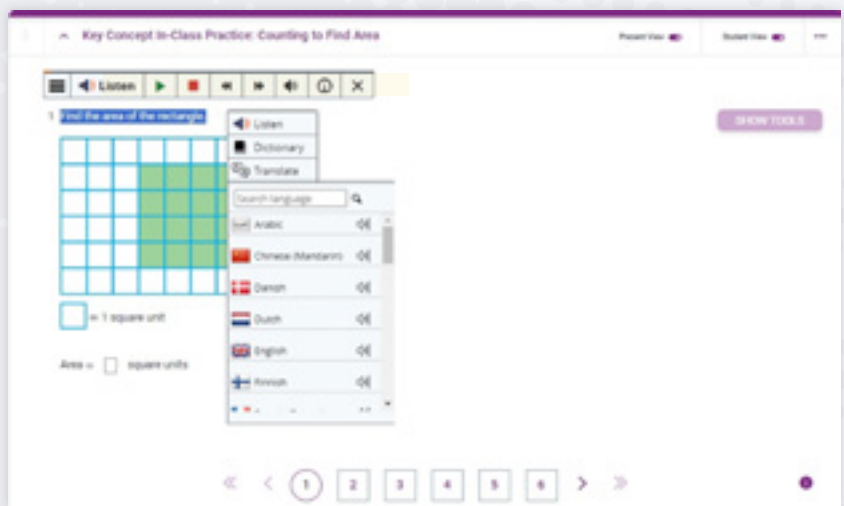 Key Concept In-Class Practice: Counting to Find Area
Present View
Student View
Listen
1 Find the area of the rectangle.
SHOW TOOLS
Listen
Dictionary
Translate
Search language
Arabic
Chinese (Mandarin)
Danish
Dutch
English
Finnish
= 1 square unit
Area = square units
1 2 3 4 5 6